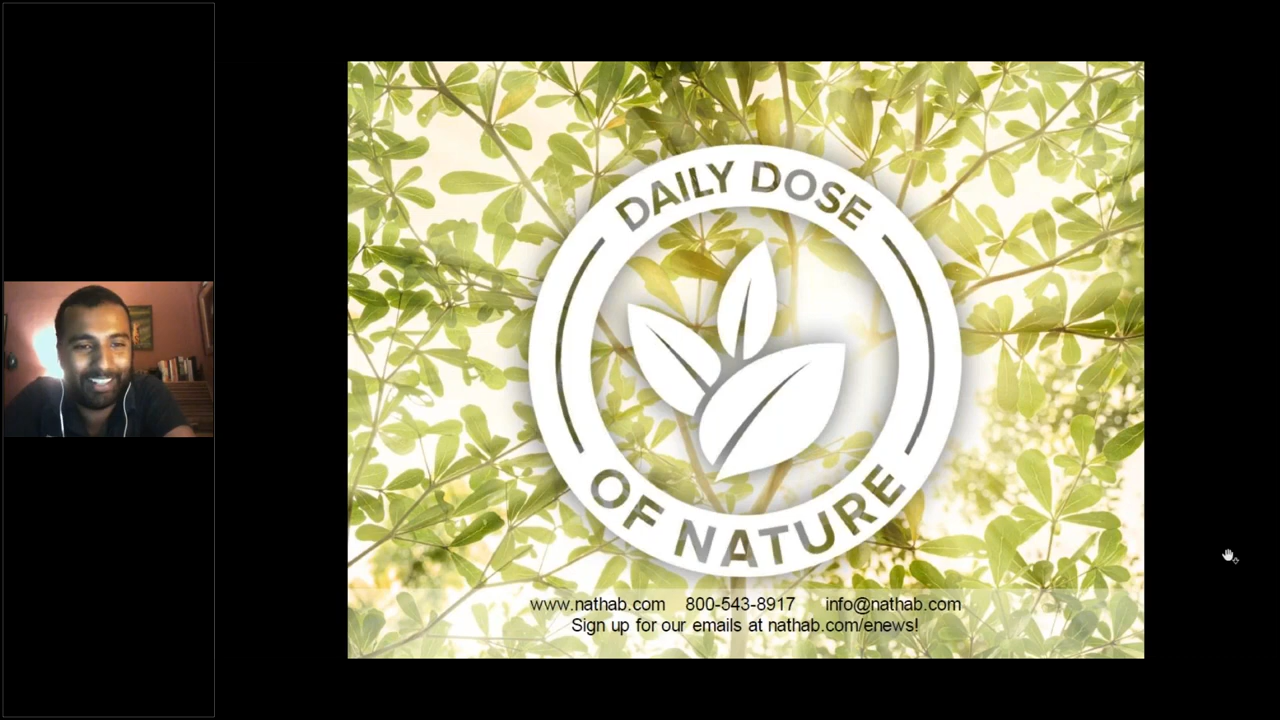 DAILY DOSE
OF NATURE
www.nathab.com 800-543-8917 info@nathab.com
Sign up for our emails at nathab.com/enews!